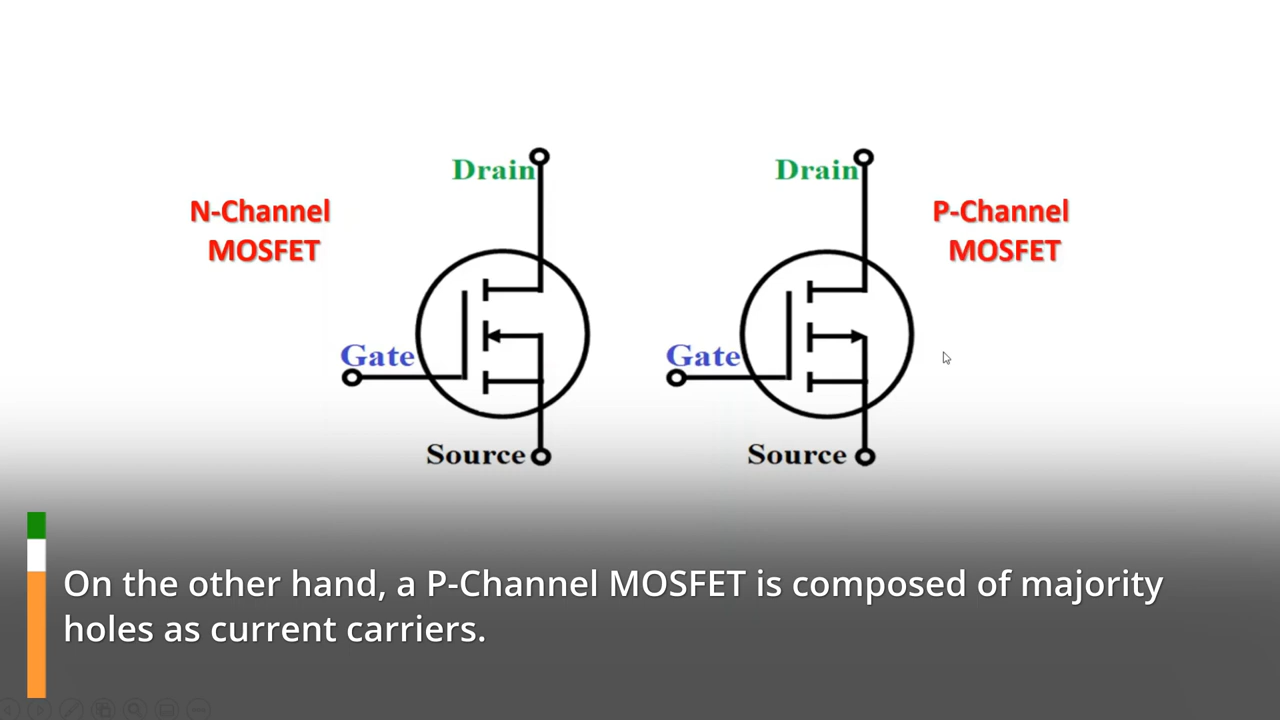 Drain
Drain
N-Channel
MOSFET
P-Channel
MOSFET
Gate
Gate
Source
Source
On the other hand, a P-Channel MOSFET is composed of majority
holes as current carriers.